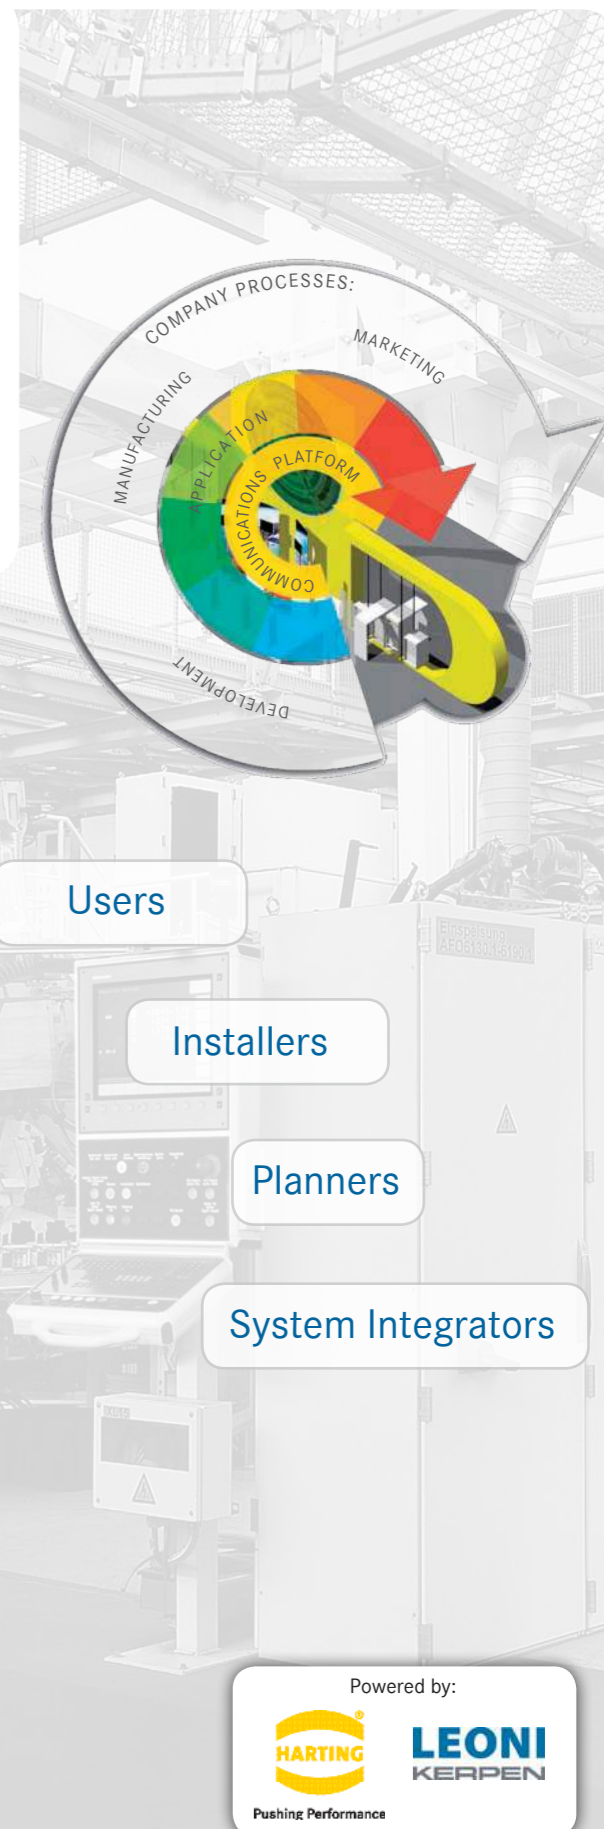 COMPANY PROCESSES:
MARKETING
MANUFACTURING
APPLICATION
COMMUNICATIONS PLATFORM
DEVELOPMENT
Users
Einspeisung
Installers
Planners
System Integrators
Powered by:
HARTING
®
LEONI
KERPEN
Pushing Performance